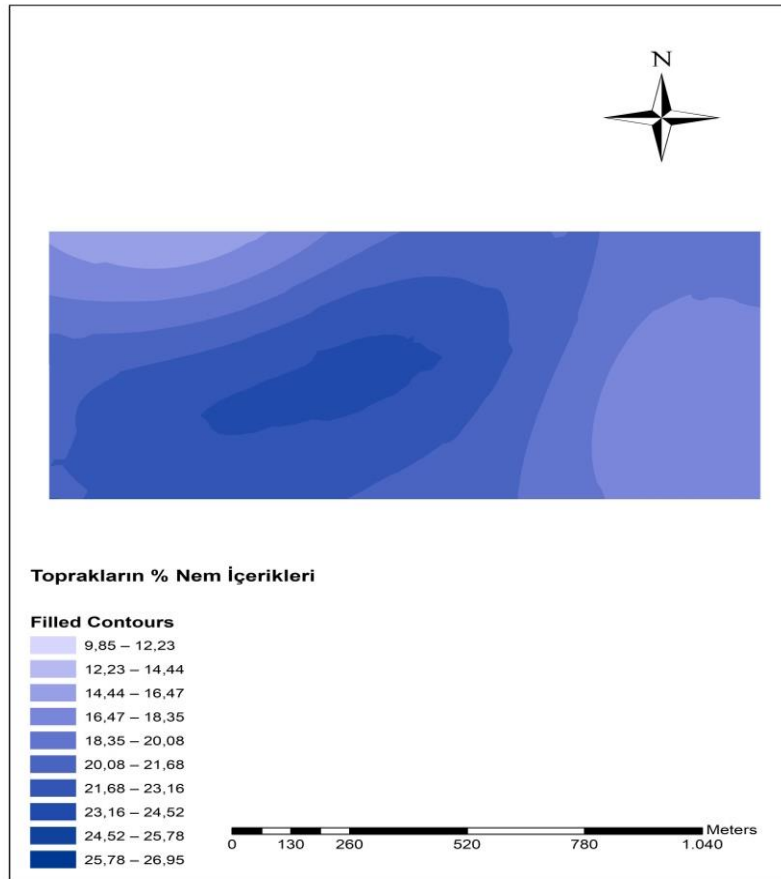 N
Toprakların % Nem İçerikleri
Filled Contours
9,85 – 12,23
12,23 – 14,44
14,44 – 16,47
16,47 – 18,35
18,35 – 20,08
20,08 – 21,68
21,68 – 23,16
23,16 – 24,52
24,52 – 25,78
25,78 – 26,95
Meters
0 130 260 520 780 1.040